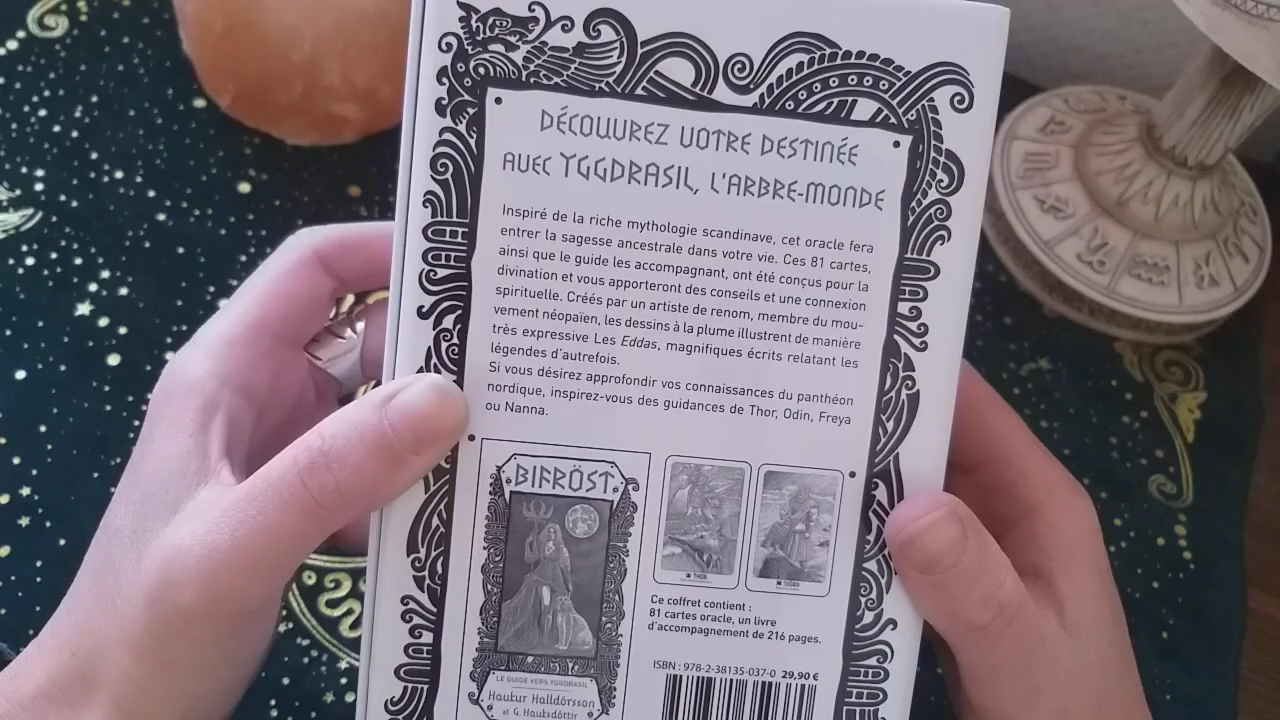 DÉCOUVREZ VOTRE DESTINÉE
AVEC YGGDRASIL, L'ARBRE-MONDE
Inspiré de la riche mythologie scandinave, cet oracle fera
entrer la sagesse ancestrale dans votre vie. Ces 81 cartes,
ainsi que le guide les accompagnant, ont été conçus pour la
divination et vous apporteront des conseils et une connexion
spirituelle. Créés par un artiste de renom, membre du mou-
vement néopaïen, les dessins à la plume illustrent de manière
très expressive Les Eddas, magnifiques écrits relatant les
légendes d'autrefois.
Si vous désirez approfondir vos connaissances du panthéon
nordique, inspirez-vous des guidances de Thor, Odin, Freya
ou Nanna.
BIFRÖST
LE GUIDE VERS YGGDRASIL
Haukur Halldórsson
et G. Hauksdóttir
THOR
NJÖRD
Ce coffret contient :
81 cartes oracle, un livre
d'accompagnement de 216 pages.
ISBN : 978-2-38135-037-0 29,90 €